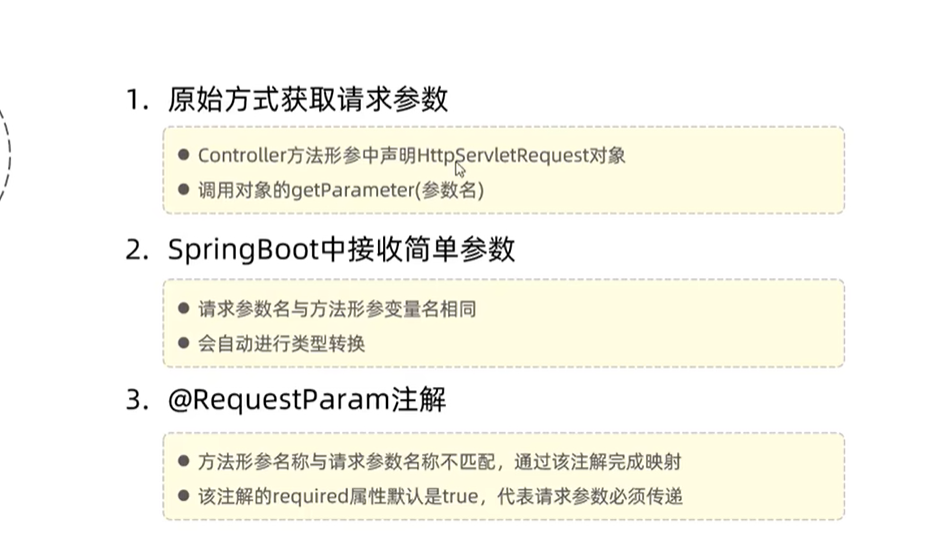 1. 原始方式获取请求参数
● Controller方法形参中声明HttpServletRequest对象
● 调用对象的getParameter(参数名)
2. SpringBoot中接收简单参数
● 请求参数名与方法形参变量名相同
● 会自动进行类型转换
3. @RequestParam注解
● 方法形参名称与请求参数名称不匹配，通过该注解完成映射
● 该注解的required属性默认是true，代表请求参数必须传递